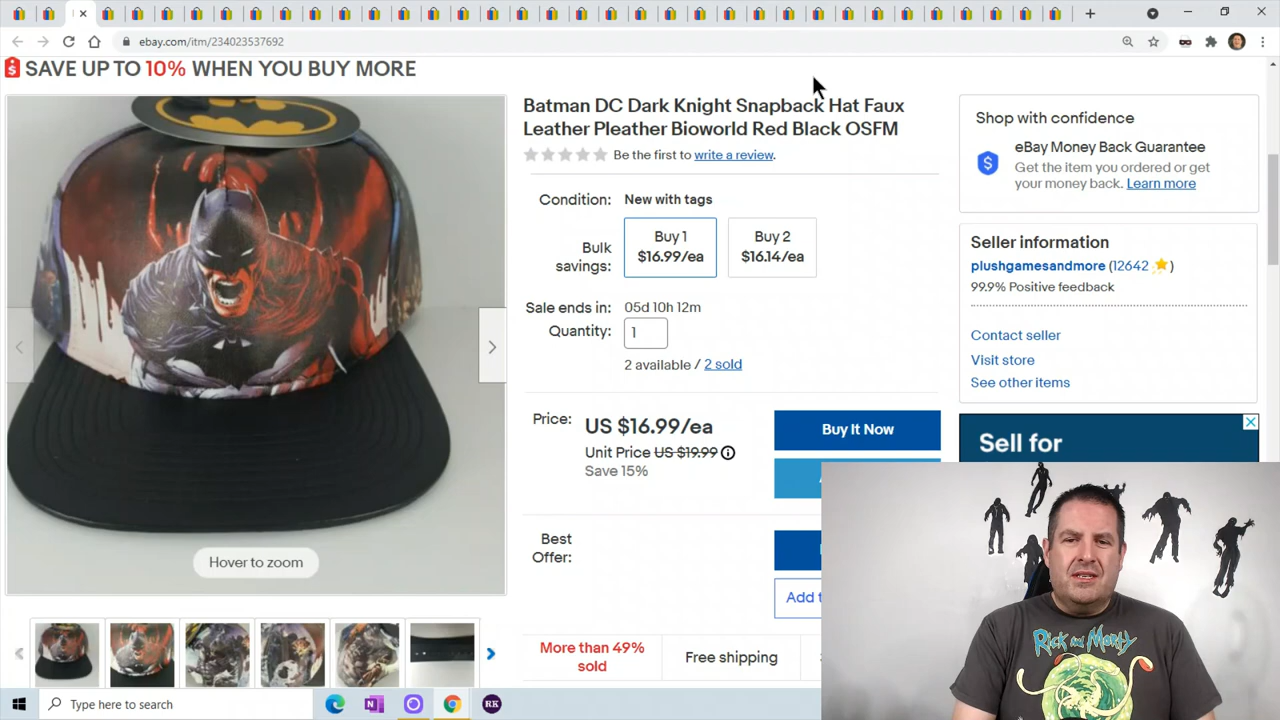 ebay.com/itm/234023537692
SAVE UP TO 10% WHEN YOU BUY MORE
Batman DC Dark Knight Snapback Hat Faux
Leather Pleather Bioworld Red Black OSFM
Be the first to write a review.
Condition: New with tags
Bulk savings:
Buy 1
$16.99/ea
Buy 2
$16.14/ea
Sale ends in: 05d 10h 12m
Quantity: 1
2 available / 2 sold
Price: US $16.99/ea
Unit Price US $19.99
Save 15%
Buy It Now
Best
Offer:
Add t
More than 49%
sold
Free shipping
Hover to zoom
Shop with confidence
eBay Money Back Guarantee
Get the item you ordered or get
your money back. Learn more
Seller information
plushgamesandmore (12642)
99.9% Positive feedback
Contact seller
Visit store
See other items
Sell for
Rick and Morty
Type here to search
RK